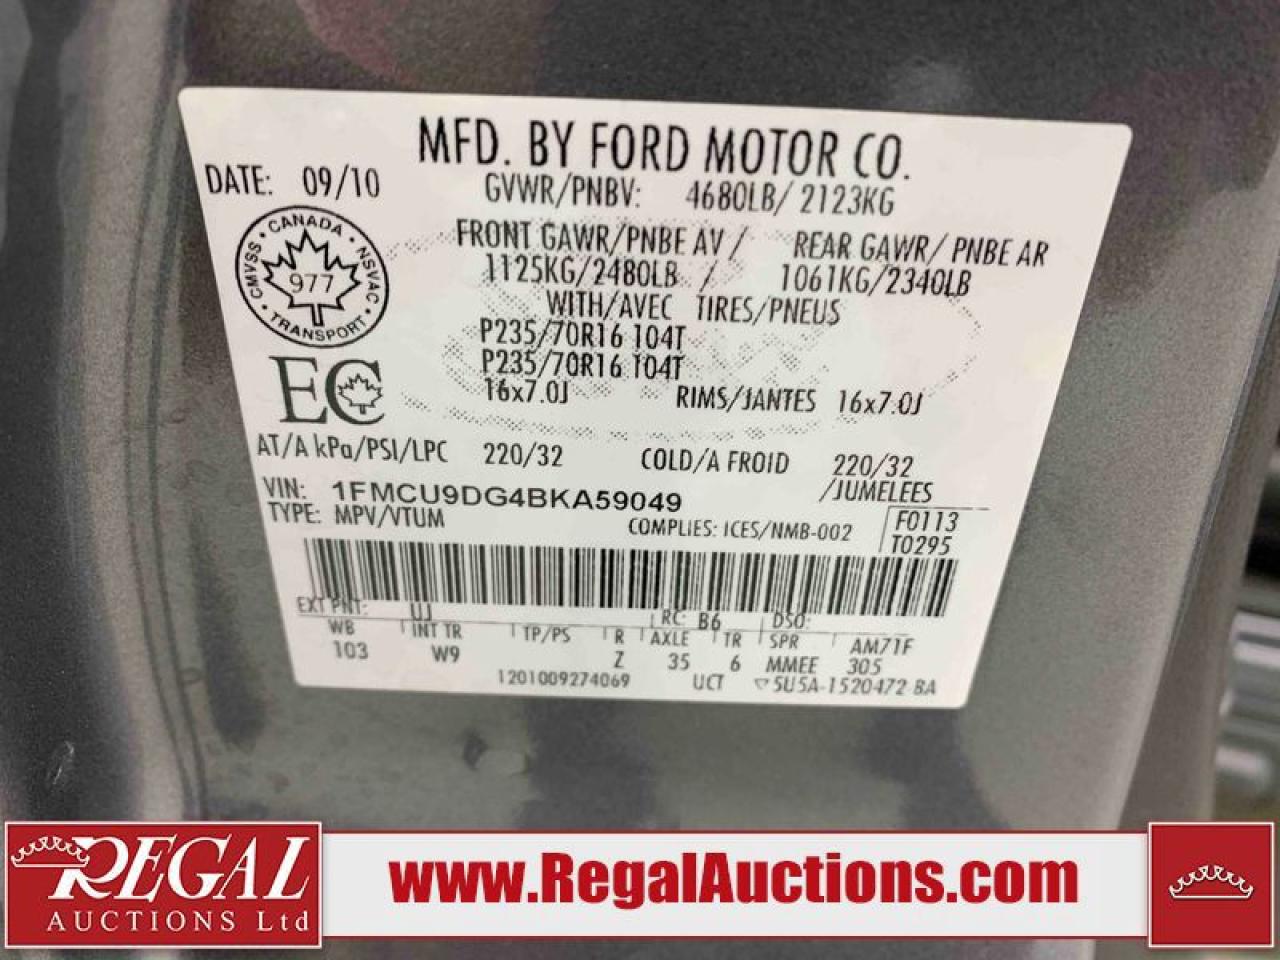 MFD. BY FORD MOTOR CO.
DATE: 09/10
GVWR/PNBV: 4680LB/ 2123KG
FRONT GAWR/PNBE AV / REAR GAWR/ PNBE AR
1125KG/2480LB / 1061KG/2340LB
WITH/AVEC TIRES/PNEUS
P235/70R16 104T
P235/70R16 104T
16x7.0J RIMS/JANTES 16x7.0J
CANADA
CMVSS NSVAC
977
TRANSPORT
EC
AT/A kPa/PSI/LPC 220/32 COLD/A FROID 220/32
/JUMELEES
VIN: 1FMCU9DG4BKA59049
TYPE: MPV/VTUM
COMPLIES: ICES/NMB-002
F0113
T0295
EXT PNT: UJ RC: B6 DSO:
WB INT TR TP/PS R AXLE TR SPR AM71F
103 W9 Z 35 6 MMEE 305
1201009274069 UCT ▽5U5A-1520472 BA
REGAL
AUCTIONS Ltd
www.RegalAuctions.com